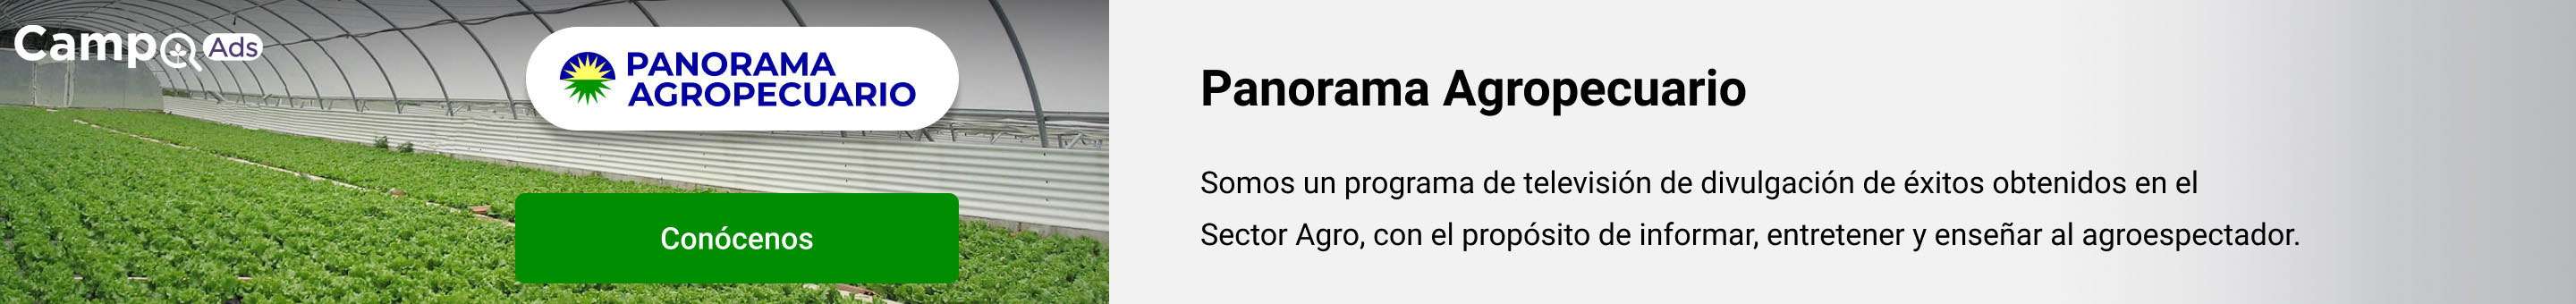 Campo Ads
PANORAMA
AGROPECUARIO
Conócenos
Panorama Agropecuario
Somos un programa de televisión de divulgación de éxitos obtenidos en el
Sector Agro, con el propósito de informar, entretener y enseñar al agroespectador.